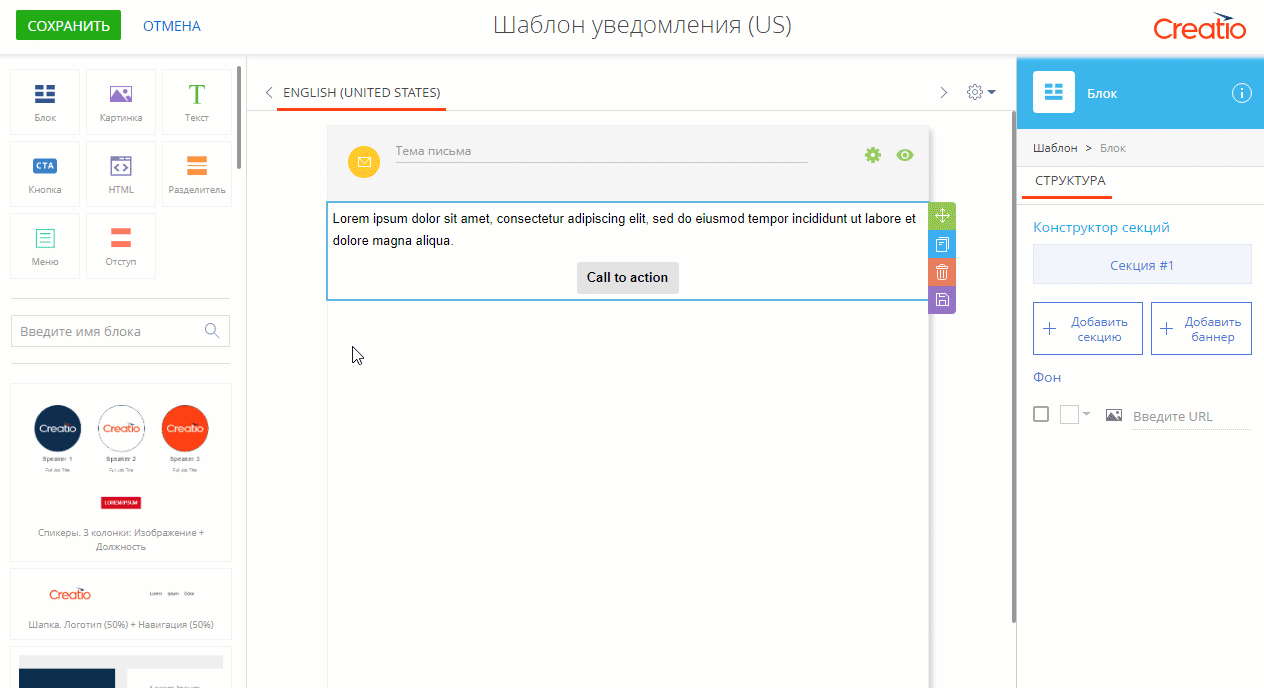 СОХРАНИТЬ
ОТМЕНА
Шаблон уведомления (US)
Creatio
Блок
Картинка
Текст
CTA
Кнопка
HTML
Разделитель
Меню
Отступ
Введите имя блока
Creatio
Creatio
Creatio
Speaker 1
Speaker 2
Speaker 3
Full Job Title
Full Job Title
Full Job Title
LOREM IPSUM
Спикеры. 3 колонки: Изображение +
Должность
Creatio
Lorem
Ipsum
Dolor
Шапка. Логотип (50%) + Навигация (50%)
ENGLISH (UNITED STATES)
Тема письма
Lorem ipsum dolor sit amet, consectetur adipiscing elit, sed do eiusmod tempor incididunt ut labore et
dolore magna aliqua.
Call to action
Блок
Шаблон > Блок
СТРУКТУРА
Конструктор секций
Секция #1
Добавить
секцию
Добавить
баннер
Фон
Введите URL